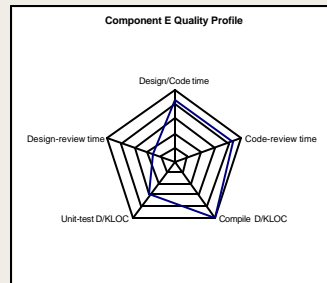 Component E Quality Profile
Design/Code time
Design-review time
Code-review time
Unit-test D/KLOC
Compile D/KLOC